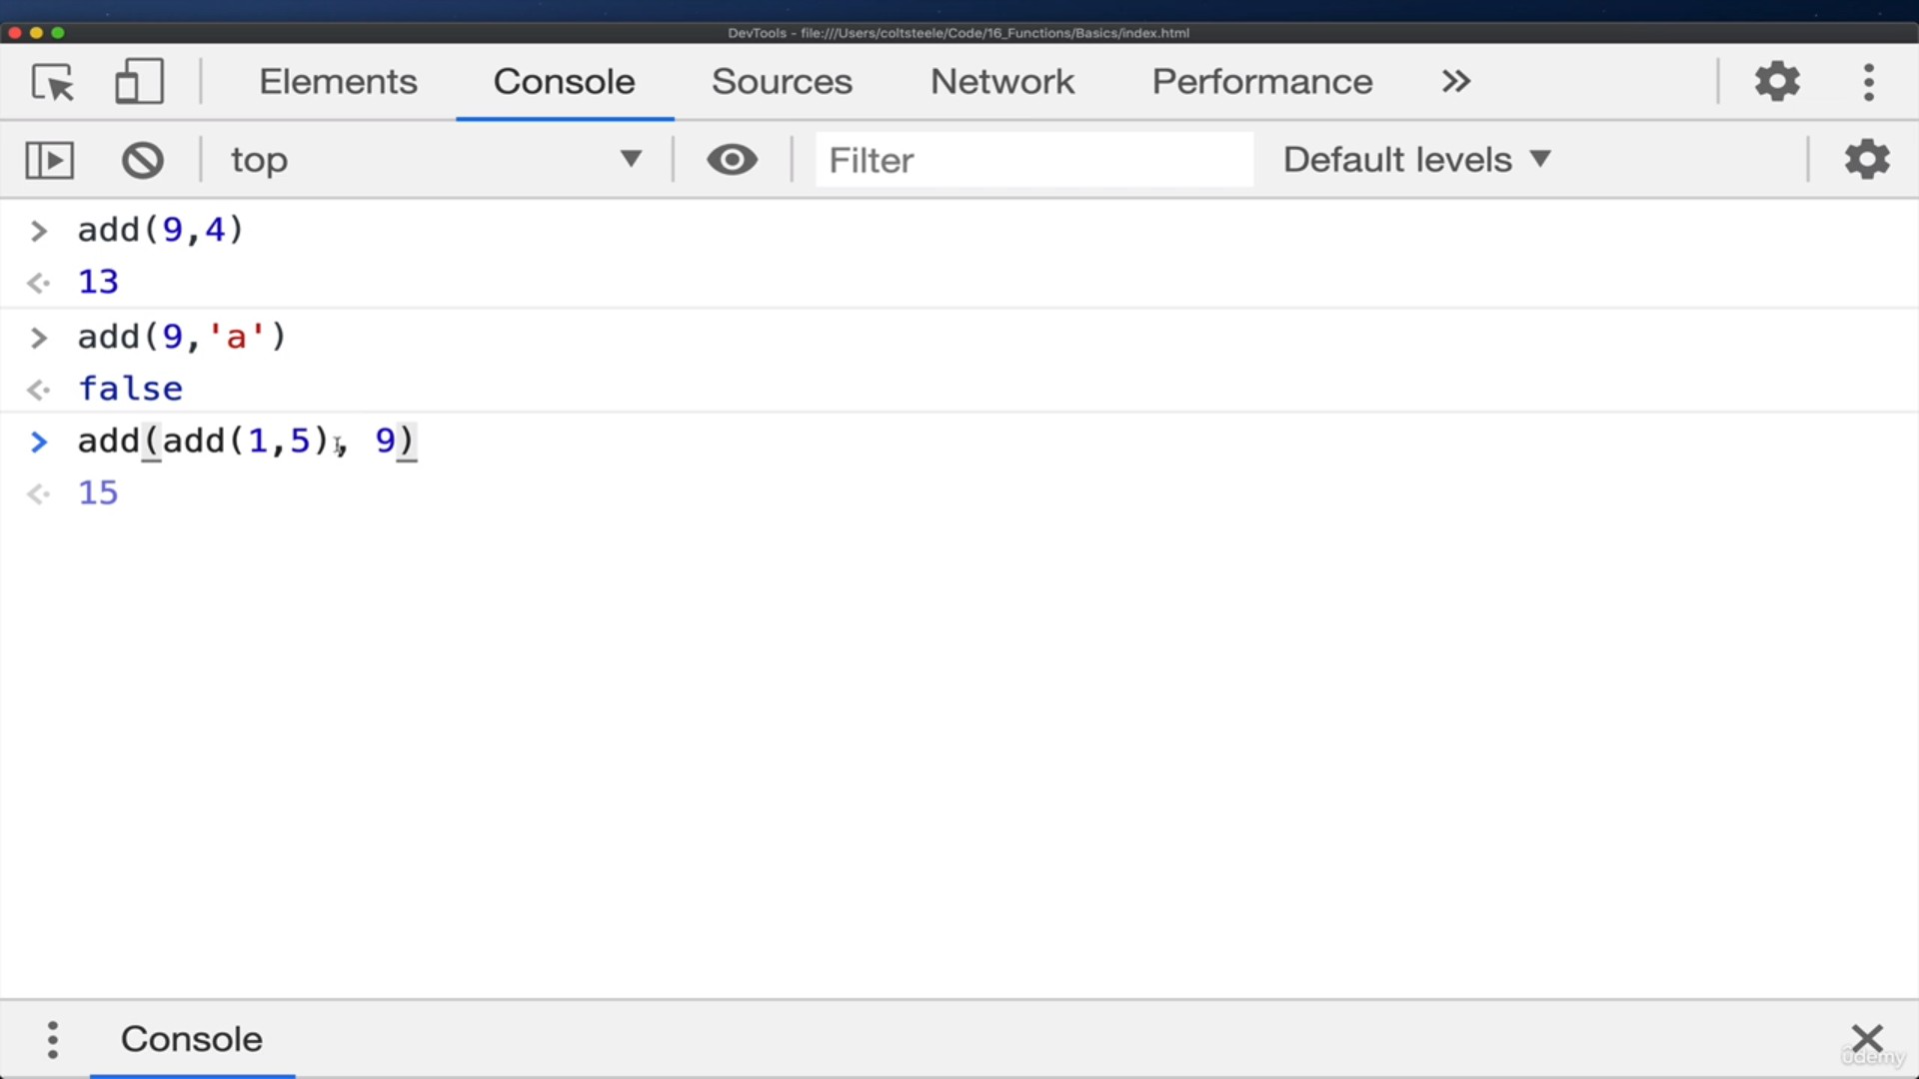 DevTools - file:///Users/coltsteele/Code/16_Functions/Basics/index.html
Elements Console Sources Network Performance »
top Filter Default levels
> add(9,4)
13
> add(9,'a')
false
> add(add(1,5), 9)
15
Console
ûdemy